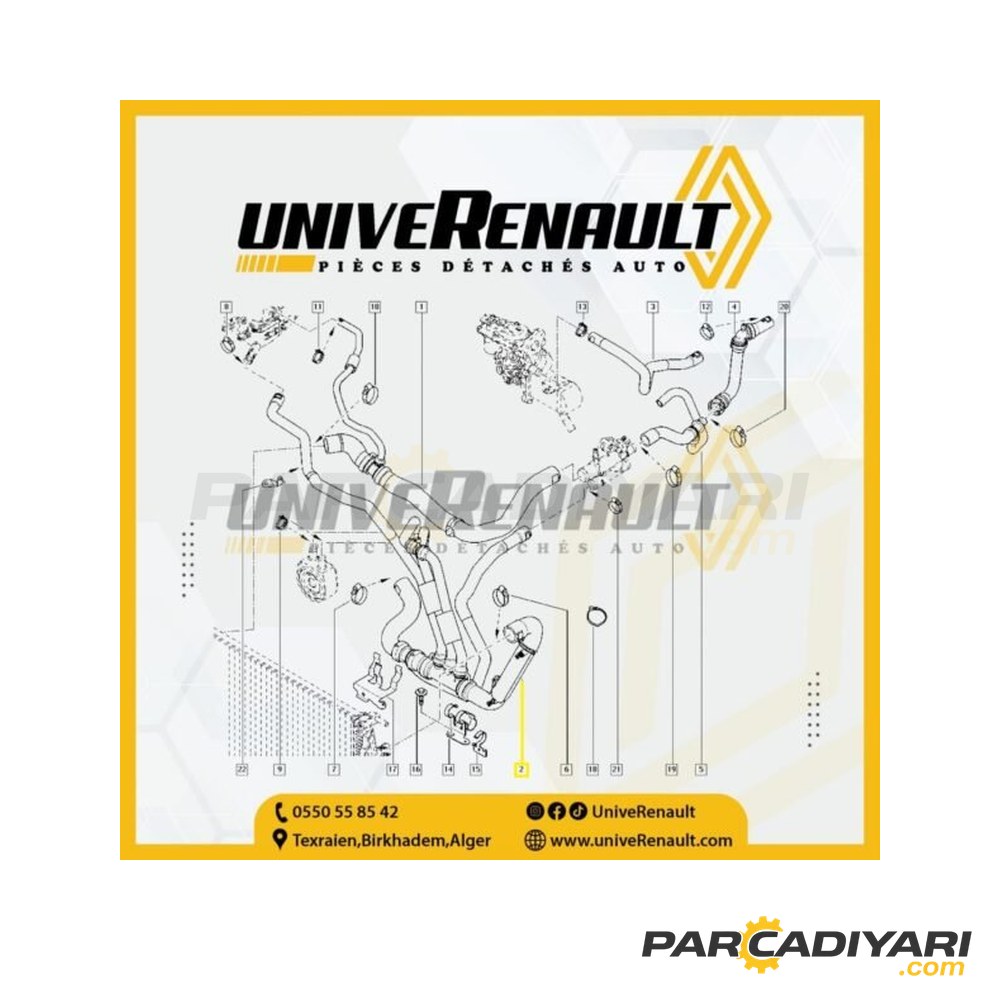 UNIVERENAULT
PIÈCES DÉTACHÉS AUTO
8 11 10 1 13 3 12 4 20
UNIVERENAULT
PIÈCES DÉTACHÉS AUTO
22 9 7 17 16 14 15 2 6 18 21 19 5
0550 55 85 42
UniveRenault
Texraien,Birkhadem,Alger
www.univeRenault.com
PARCADIYARI
.com